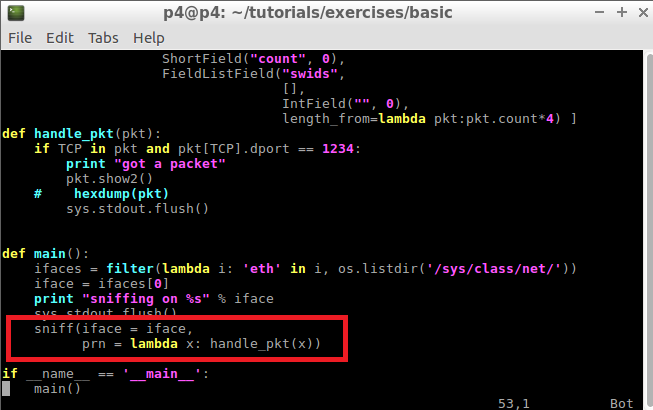 p4@p4: ~/tutorials/exercises/basic
File Edit Tabs Help
                    ShortField("count", 0),
                    FieldListField("swids",
                                   [],
                                   IntField("", 0),
                                   length_from=lambda pkt:pkt.count*4) ]
def handle_pkt(pkt):
    if TCP in pkt and pkt[TCP].dport == 1234:
        print "got a packet"
        pkt.show2()
    #    hexdump(pkt)
        sys.stdout.flush()
def main():
    ifaces = filter(lambda i: 'eth' in i, os.listdir('/sys/class/net/'))
    iface = ifaces[0]
    print "sniffing on %s" % iface
    sys.stdout.flush()
    sniff(iface = iface,
          prn = lambda x: handle_pkt(x))
if __name__ == '__main__':
    main()
53,1 Bot